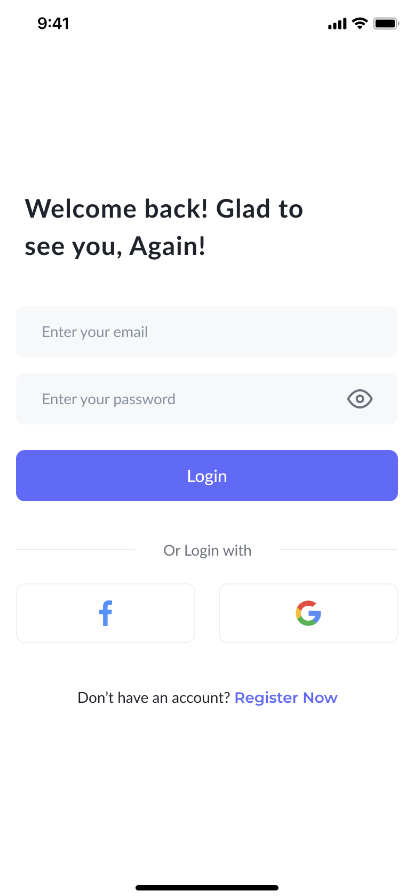 9:41
Welcome back! Glad to
see you, Again!
Enter your email
Enter your password
Login
Or Login with
Don’t have an account? Register Now